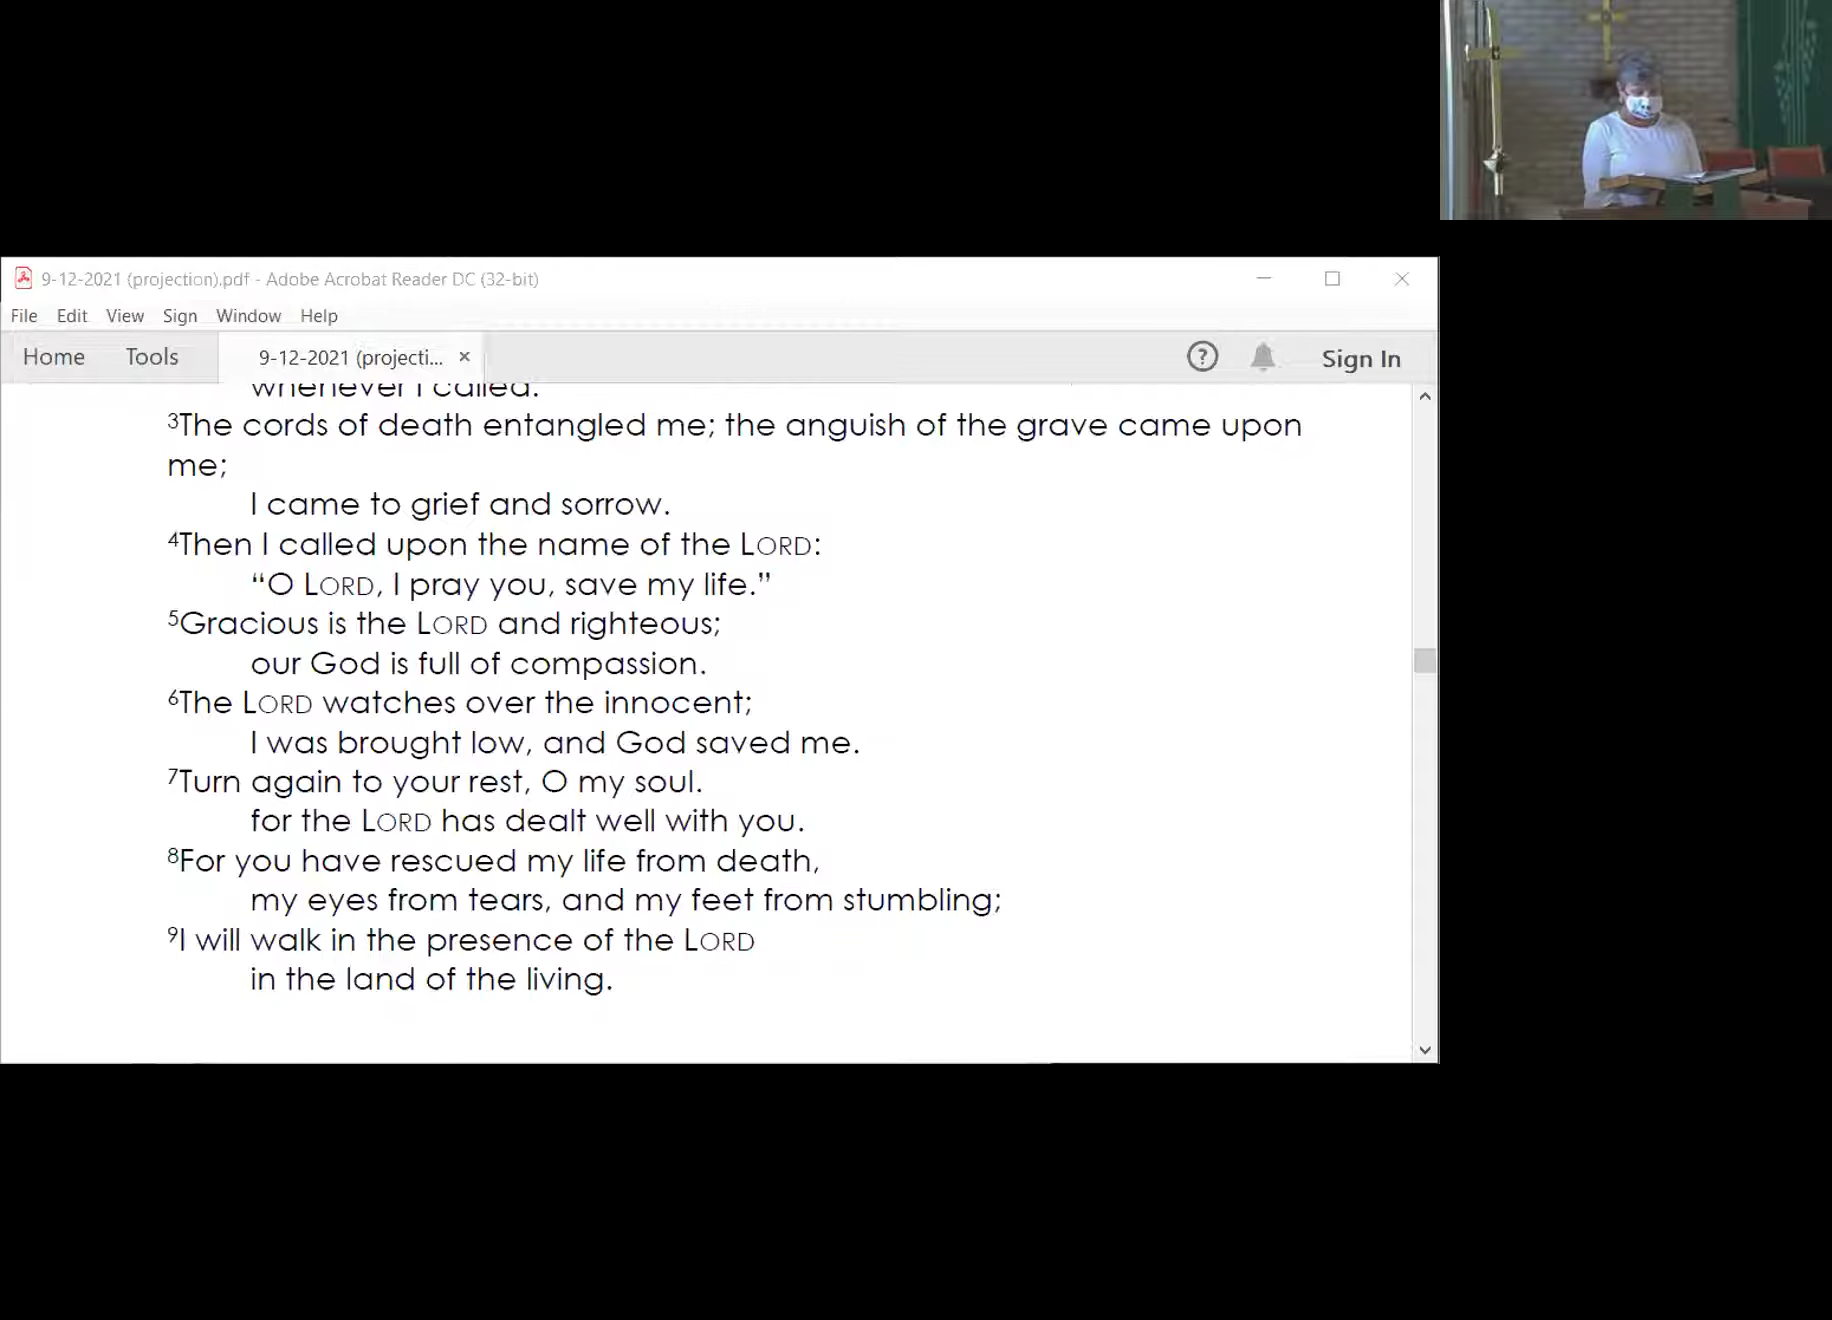 9-12-2021 (projection).pdf - Adobe Acrobat Reader DC (32-bit)
File Edit View Sign Window Help
Home Tools 9-12-2021 (projecti... × ? Sign In
whenever I called.
³The cords of death entangled me; the anguish of the grave came upon
me;
I came to grief and sorrow.
⁴Then I called upon the name of the LORD:
“O LORD, I pray you, save my life.”
⁵Gracious is the LORD and righteous;
our God is full of compassion.
⁶The LORD watches over the innocent;
I was brought low, and God saved me.
⁷Turn again to your rest, O my soul.
for the LORD has dealt well with you.
⁸For you have rescued my life from death,
my eyes from tears, and my feet from stumbling;
⁹I will walk in the presence of the LORD
in the land of the living.